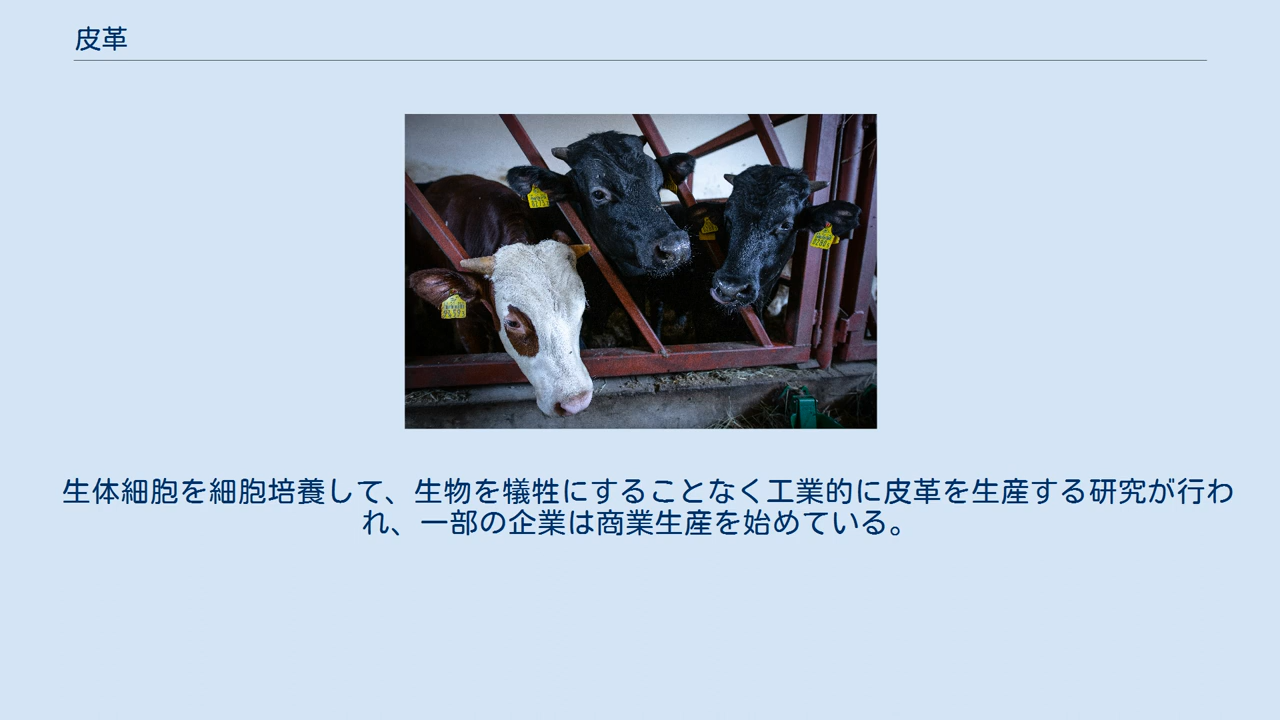 皮革
生体細胞を細胞培養して、生物を犠牲にすることなく工業的に皮革を生産する研究が行わ
れ、一部の企業は商業生産を始めている。